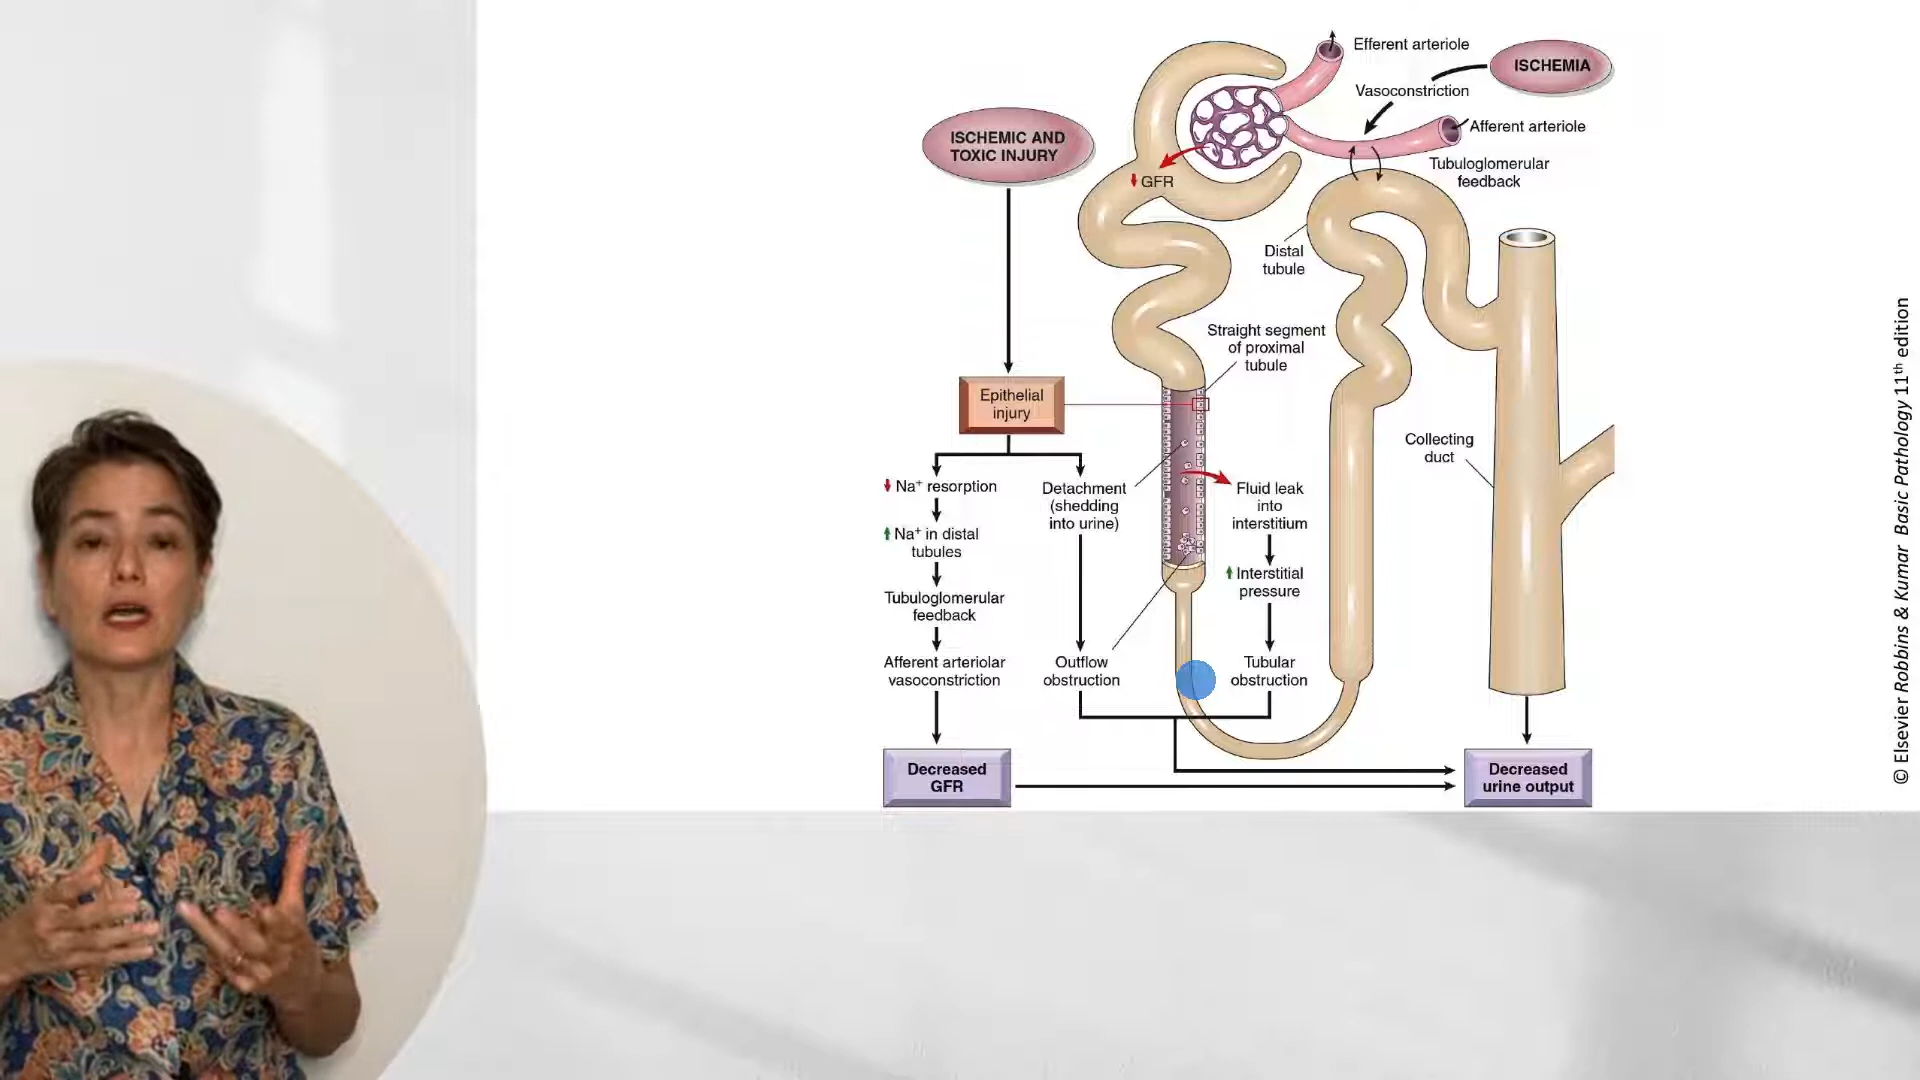 Efferent arteriole
ISCHEMIA
Vasoconstriction
Afferent arteriole
Tubuloglomerular
feedback
ISCHEMIC AND
TOXIC INJURY
GFR
Distal
tubule
Straight segment
of proximal
tubule
Epithelial
injury
Collecting
duct
Na⁺ resorption
Na⁺ in distal
tubules
Tubuloglomerular
feedback
Afferent arteriolar
vasoconstriction
Decreased
GFR
Detachment
(shedding
into urine)
Outflow
obstruction
Fluid leak
into
interstitium
Interstitial
pressure
Tubular
obstruction
Decreased
urine output
© Elsevier Robbins & Kumar Basic Pathology 11th edition